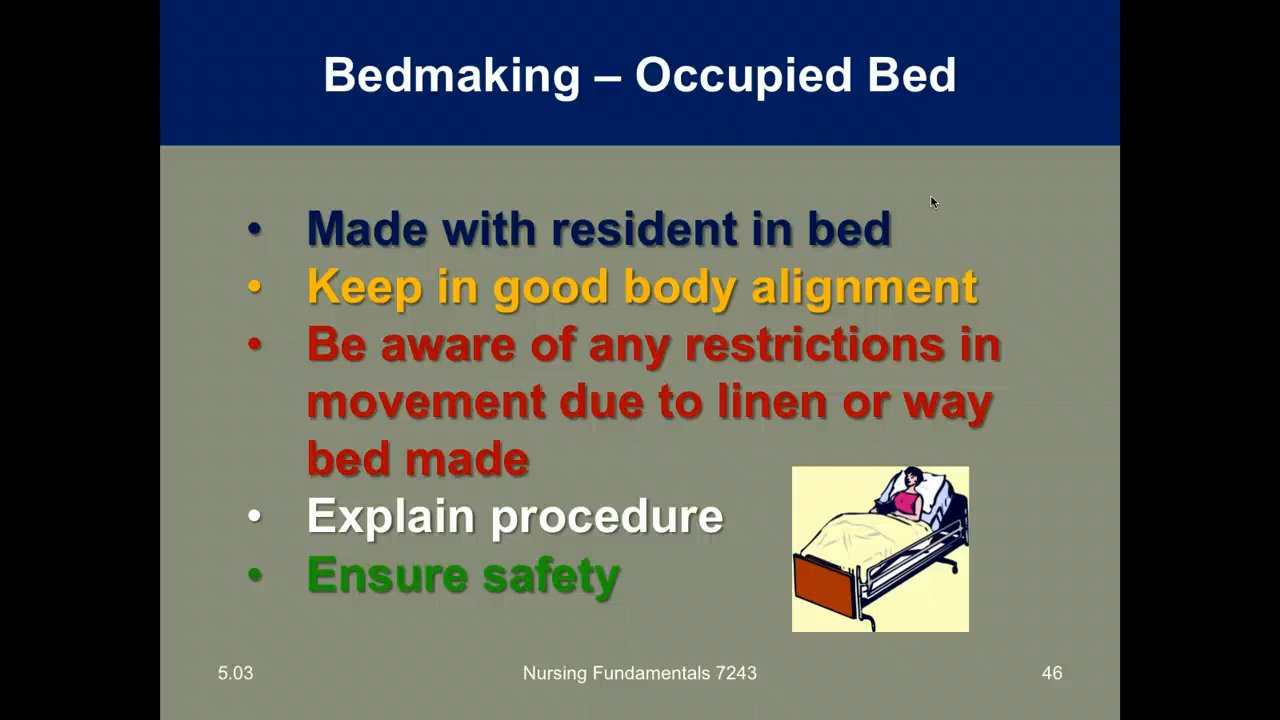 Bedmaking – Occupied Bed
• Made with resident in bed
• Keep in good body alignment
• Be aware of any restrictions in
movement due to linen or way
bed made
• Explain procedure
• Ensure safety
5.03
Nursing Fundamentals 7243
46